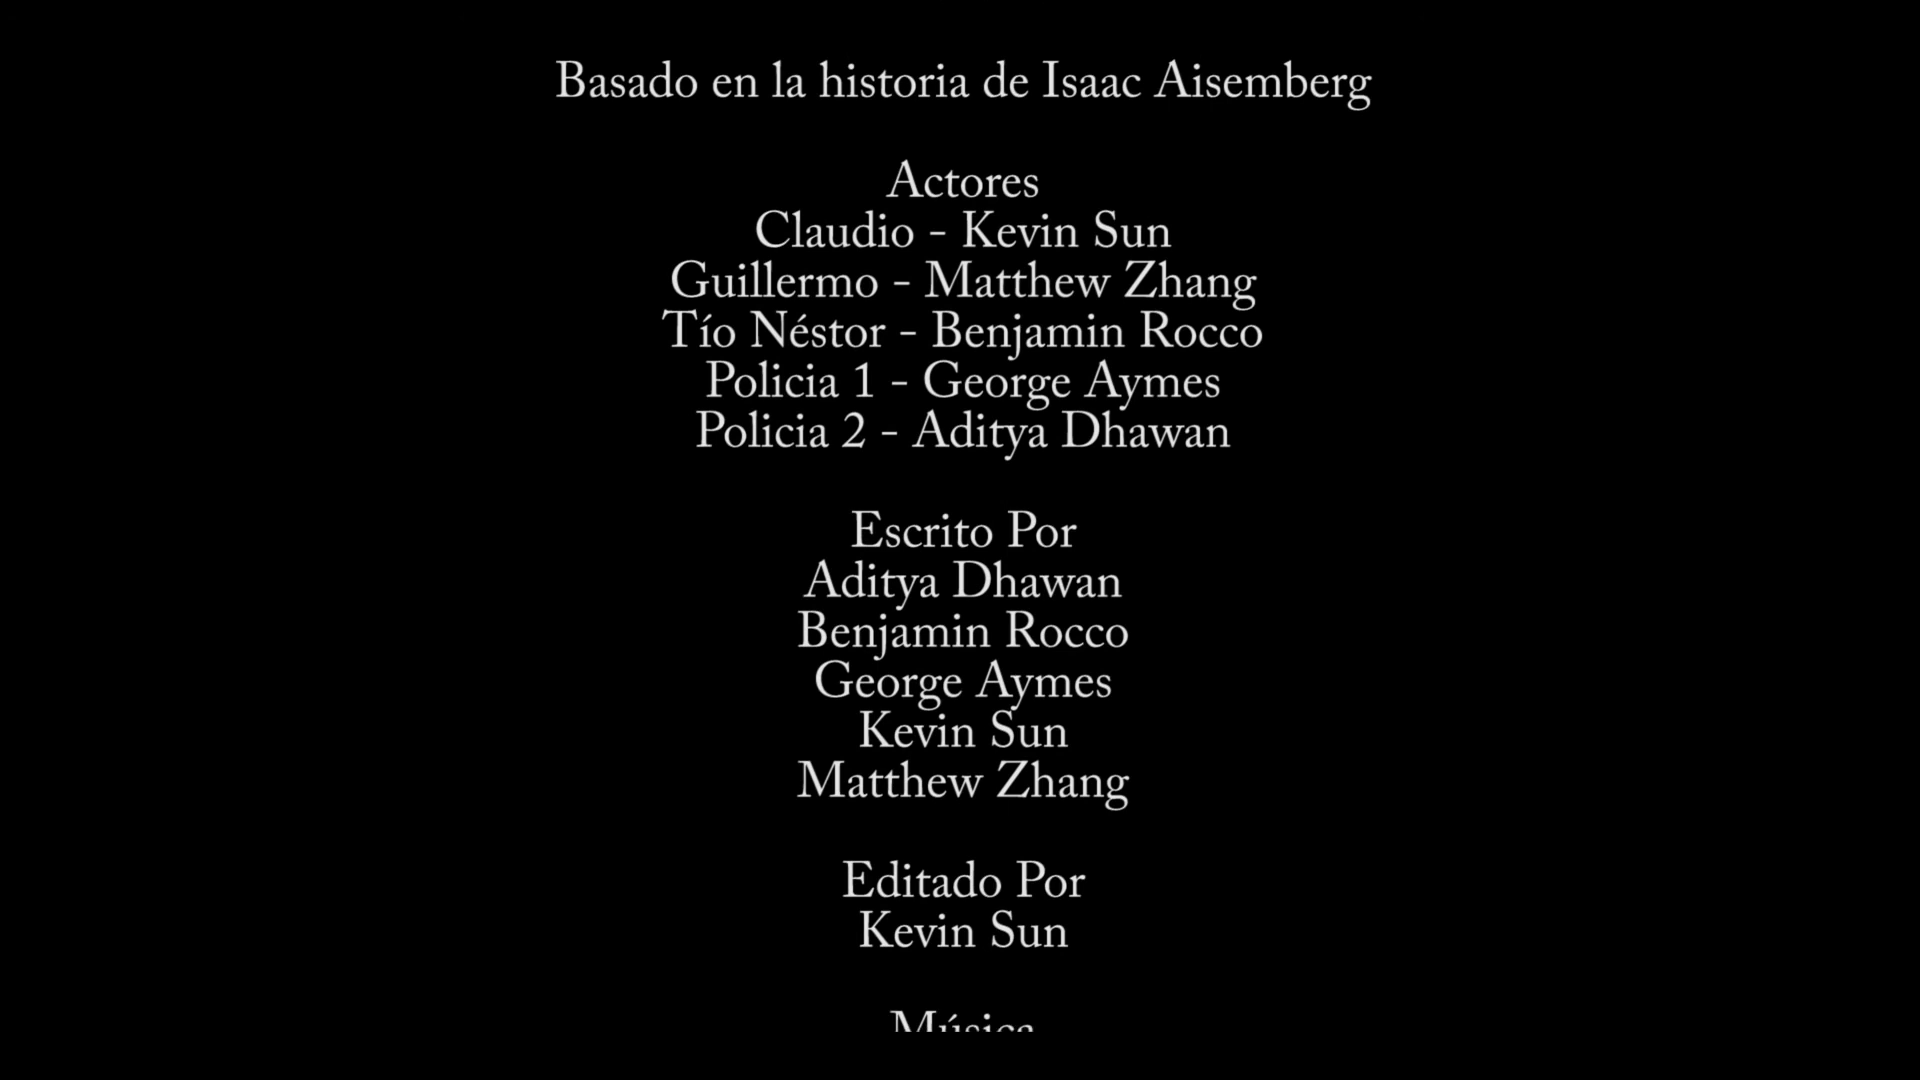 Basado en la historia de Isaac Aisemberg
Actores
Claudio - Kevin Sun
Guillermo - Matthew Zhang
Tío Néstor - Benjamin Rocco
Policia 1 - George Aymes
Policia 2 - Aditya Dhawan
Escrito Por
Aditya Dhawan
Benjamin Rocco
George Aymes
Kevin Sun
Matthew Zhang
Editado Por
Kevin Sun
Música